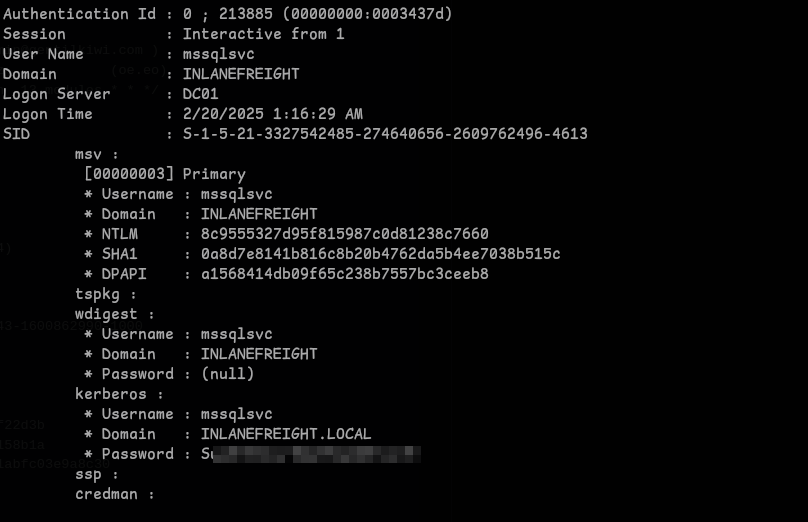 Authentication Id : 0 ; 213885 (00000000:0003437d)
Session           : Interactive from 1
User Name         : mssqlsvc
Domain            : INLANEFREIGHT
Logon Server      : DC01
Logon Time        : 2/20/2025 1:16:29 AM
SID               : S-1-5-21-3327542485-274640656-2609762496-4613
        msv :
         [00000003] Primary
         * Username : mssqlsvc
         * Domain   : INLANEFREIGHT
         * NTLM     : 8c9555327d95f815987c0d81238c7660
         * SHA1     : 0a8d7e8141b816c8b20b4762da5b4ee7038b515c
         * DPAPI    : a1568414db09f65c238b7557bc3ceeb8
        tspkg :
        wdigest :
         * Username : mssqlsvc
         * Domain   : INLANEFREIGHT
         * Password : (null)
        kerberos :
         * Username : mssqlsvc
         * Domain   : INLANEFREIGHT.LOCAL
         * Password :
        ssp :
        credman :